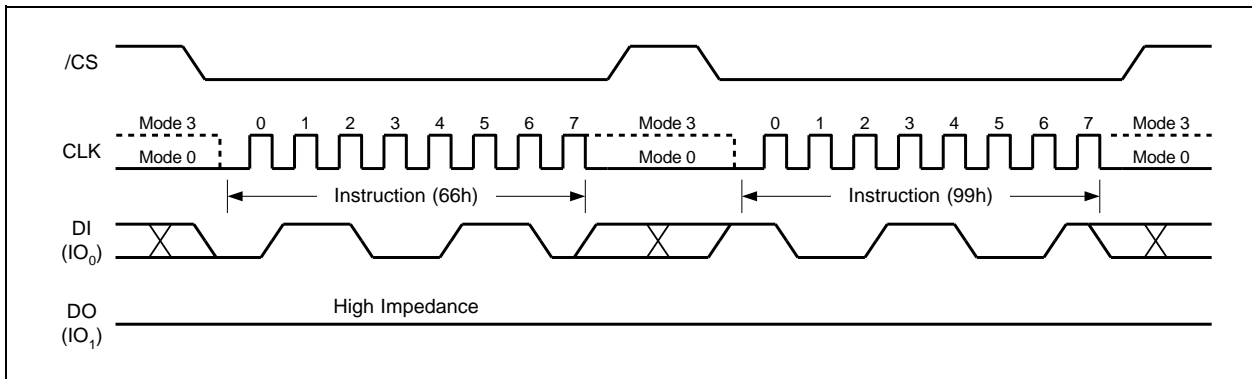 /CS
Mode 3 0 1 2 3 4 5 6 7 Mode 3 0 1 2 3 4 5 6 7 Mode 3
CLK Mode 0 Mode 0 Mode 0
Instruction (66h) Instruction (99h)
DI
(IO0)
High Impedance
DO
(IO1)